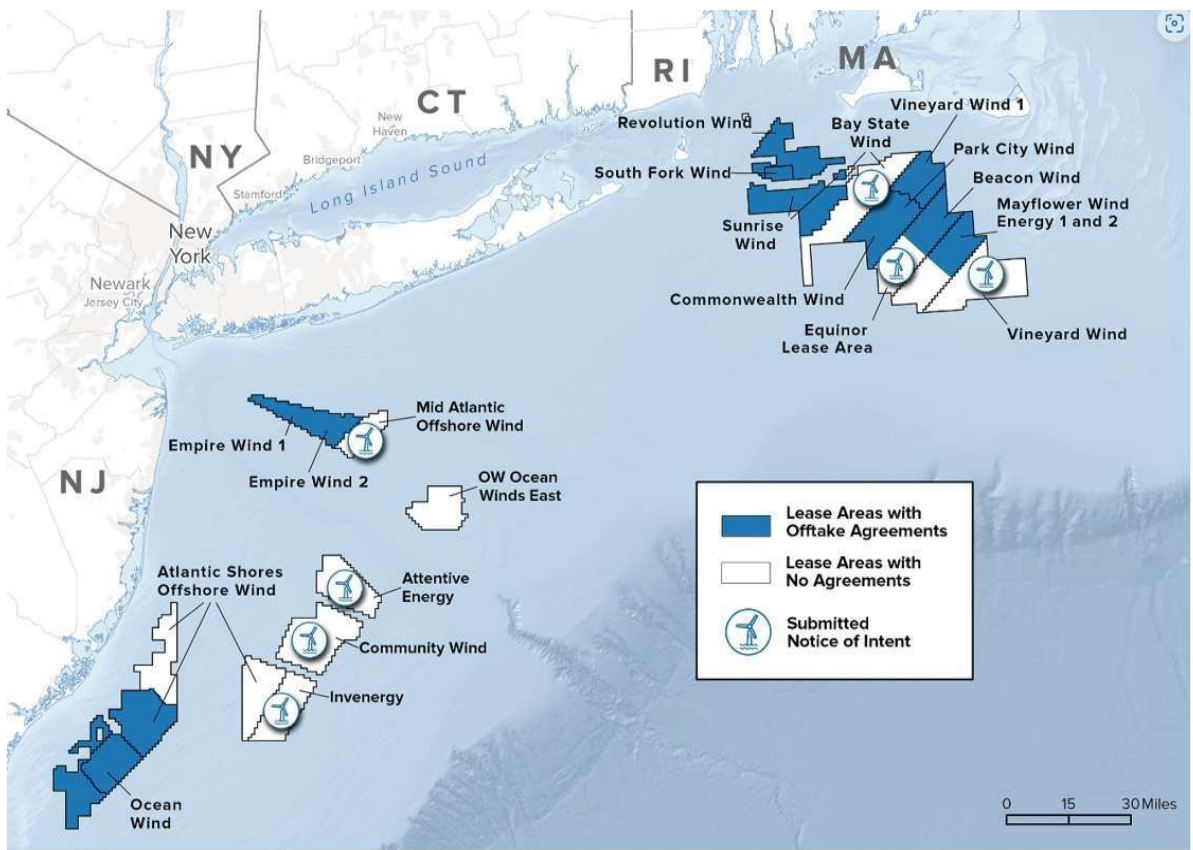 MA
RI
CT
NY
NJ
New
Haven
Bridgeport
Stamford
Long Island Sound
New
York
Newark
Jersey City
Revolution Wind
South Fork Wind
Sunrise
Wind
Bay State
Wind
Vineyard Wind 1
Park City Wind
Beacon Wind
Mayflower Wind
Energy 1 and 2
Commonwealth Wind
Equinor
Lease Area
Vineyard Wind
Mid Atlantic
Offshore Wind
Empire Wind 1
Empire Wind 2
OW Ocean
Winds East
Attentive
Energy
Atlantic Shores
Offshore Wind
Community Wind
Invenergy
Ocean
Wind
Lease Areas with
Offtake Agreements
Lease Areas with
No Agreements
Submitted
Notice of Intent
0 15 30 Miles